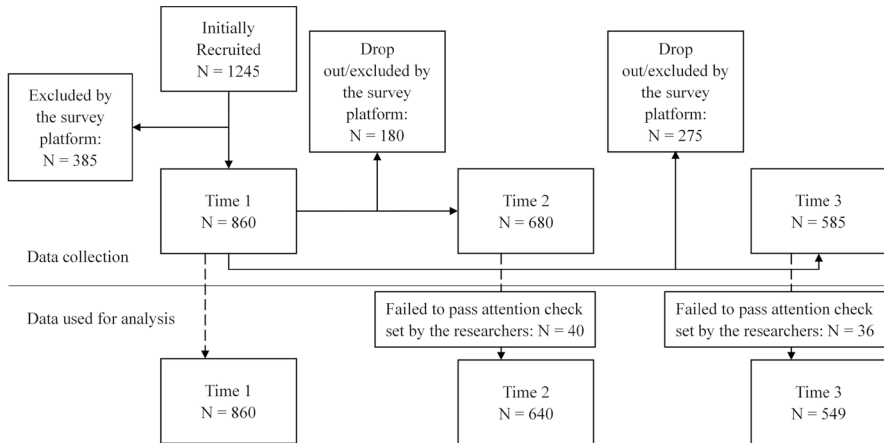 Initially
Recruited
N = 1245
Drop
out/excluded by
the survey
platform:
N = 180
Drop
out/excluded by
the survey
platform:
N = 275
Excluded by
the survey
platform:
N = 385
Time 1
N = 860
Time 2
N = 680
Time 3
N = 585
Data collection
Data used for analysis
Failed to pass attention check
set by the researchers: N = 40
Failed to pass attention check
set by the researchers: N = 36
Time 1
N = 860
Time 2
N = 640
Time 3
N = 549